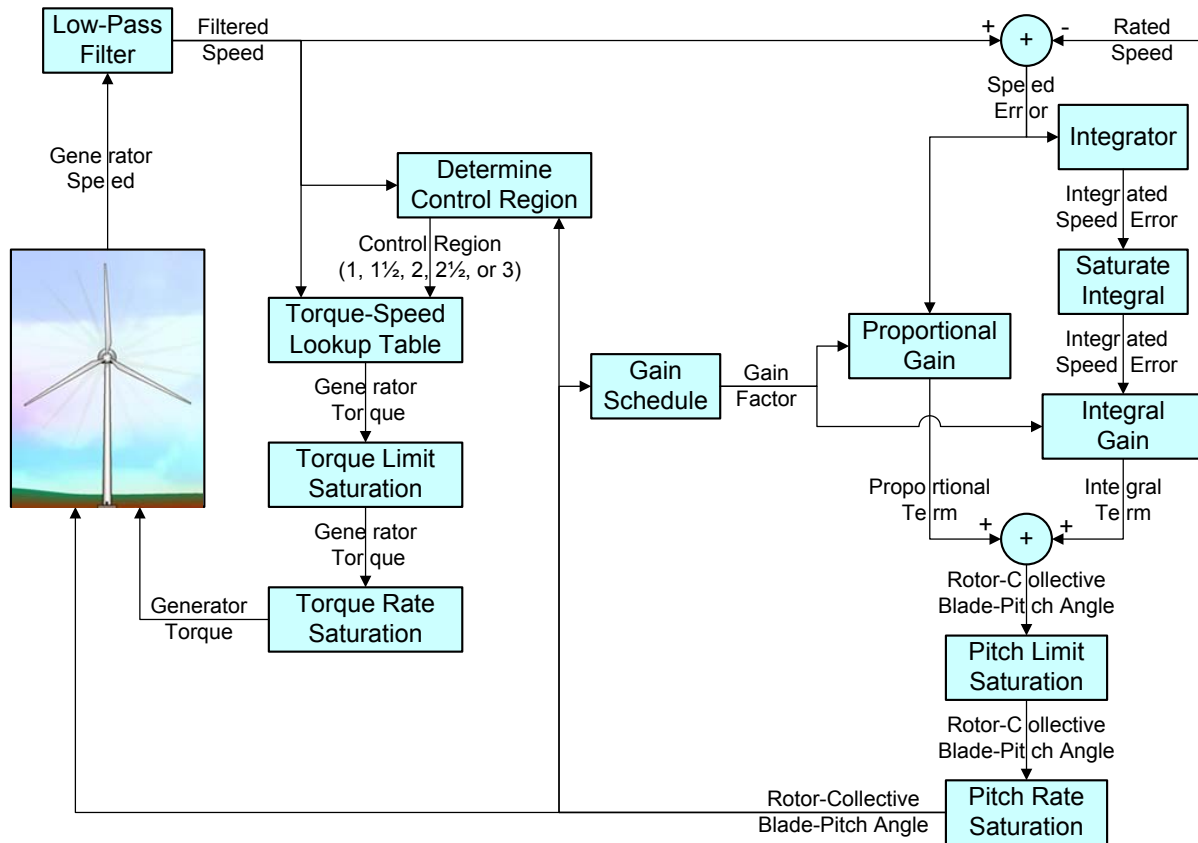 Low-Pass
Filter
Filtered
Speed
+
+
-
Rated
Speed
Speed
Error
Generator
Speed
Determine
Control Region
Integrator
Control Region
(1, 1½, 2, 2½, or 3)
Integrated
Speed Error
Torque-Speed
Lookup Table
Saturate
Integral
Proportional
Gain
Generator
Torque
Gain
Schedule
Gain
Factor
Integrated
Speed Error
Integral
Gain
Torque Limit
Saturation
Proportional
Term
Integral
Term
+
+
+
Generator
Torque
Rotor-Collective
Blade-Pitch Angle
Generator
Torque
Torque Rate
Saturation
Pitch Limit
Saturation
Rotor-Collective
Blade-Pitch Angle
Rotor-Collective
Blade-Pitch Angle
Pitch Rate
Saturation